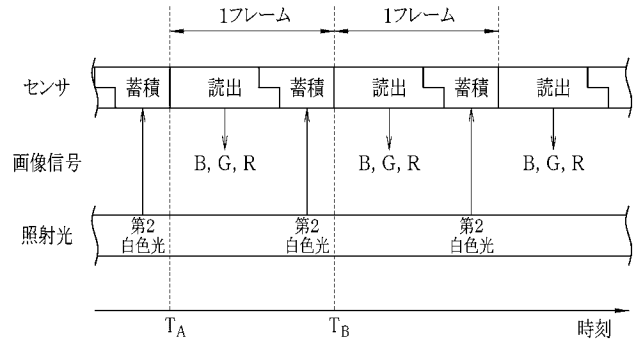 1フレーム 1フレーム
センサ 蓄積 読出 蓄積 読出 蓄積 読出
画像信号 B, G, R B, G, R B, G, R
照射光 第2 白色光 第2 白色光 第2 白色光
T_A T_B 時刻